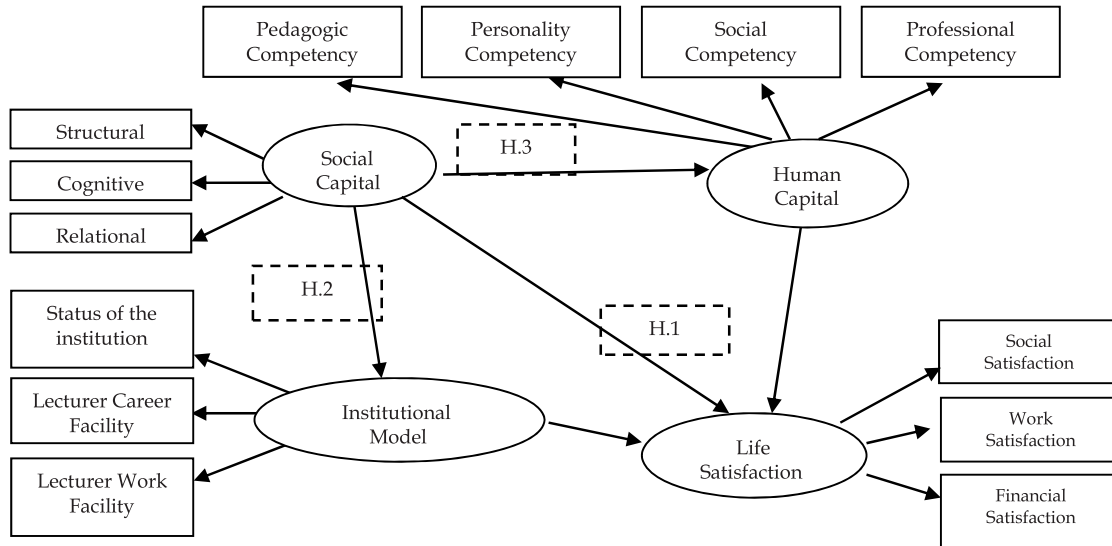 Pedagogic
Competency
Personality
Competency
Social
Competency
Professional
Competency
Structural
Cognitive
Relational
Social
Capital
H.3
Human
Capital
H.2
H.1
Status of the
institution
Lecturer Career
Facility
Lecturer Work
Facility
Institutional
Model
Life
Satisfaction
Social
Satisfaction
Work
Satisfaction
Financial
Satisfaction